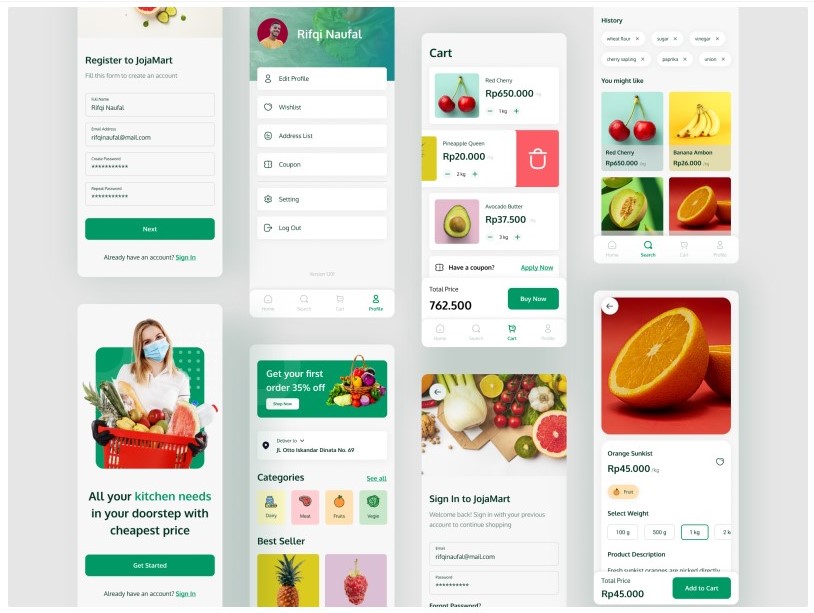 Register to JojaMart
Fill this form to create an account
Full Name
Rifqi Naufal
Email Address
rifqinaufal@mail.com
Create Password
***********
Repeat Password
***********
Next
Already have an account? Sign In
All your kitchen needs
in your doorstep with
cheapest price
Get Started
Already have an account? Sign In
Rifqi Naufal
Edit Profile
Wishlist
Address List
Coupon
Setting
Log Out
Home
Search
Cart
Profile
Get your first
order 35% off
Shop Now
Deliver to
Jl. Otto Iskandar Dinata No. 69
Categories
See all
Dairy
Meat
Fruits
Vegie
Best Seller
Cart
Red Cherry
Rp650.000 /kg
1 kg
Pineapple Queen
Rp20.000 /kg
2 kg
Avocado Butter
Rp37.500 /kg
3 kg
Have a coupon?
Apply Now
Total Price
762.500
Buy Now
Home
Search
Cart
Profile
Sign In to JojaMart
Welcome back! Sign in with your previous
account to continue shopping
Email
rifqinaufal@mail.com
Password
**********
Forgot Password?
History
wheat flour
sugar
vinegar
cherry sapling
paprika
onion
You might like
Red Cherry
Rp650.000 /kg
Banana Ambon
Rp26.000 /kg
Home
Search
Cart
Profile
Orange Sunkist
Rp45.000 /kg
Fruit
Select Weight
100 g
500 g
1 kg
2 k
Product Description
Fresh sunkist oranges are picked directly
Total Price
Rp45.000
Add to Cart